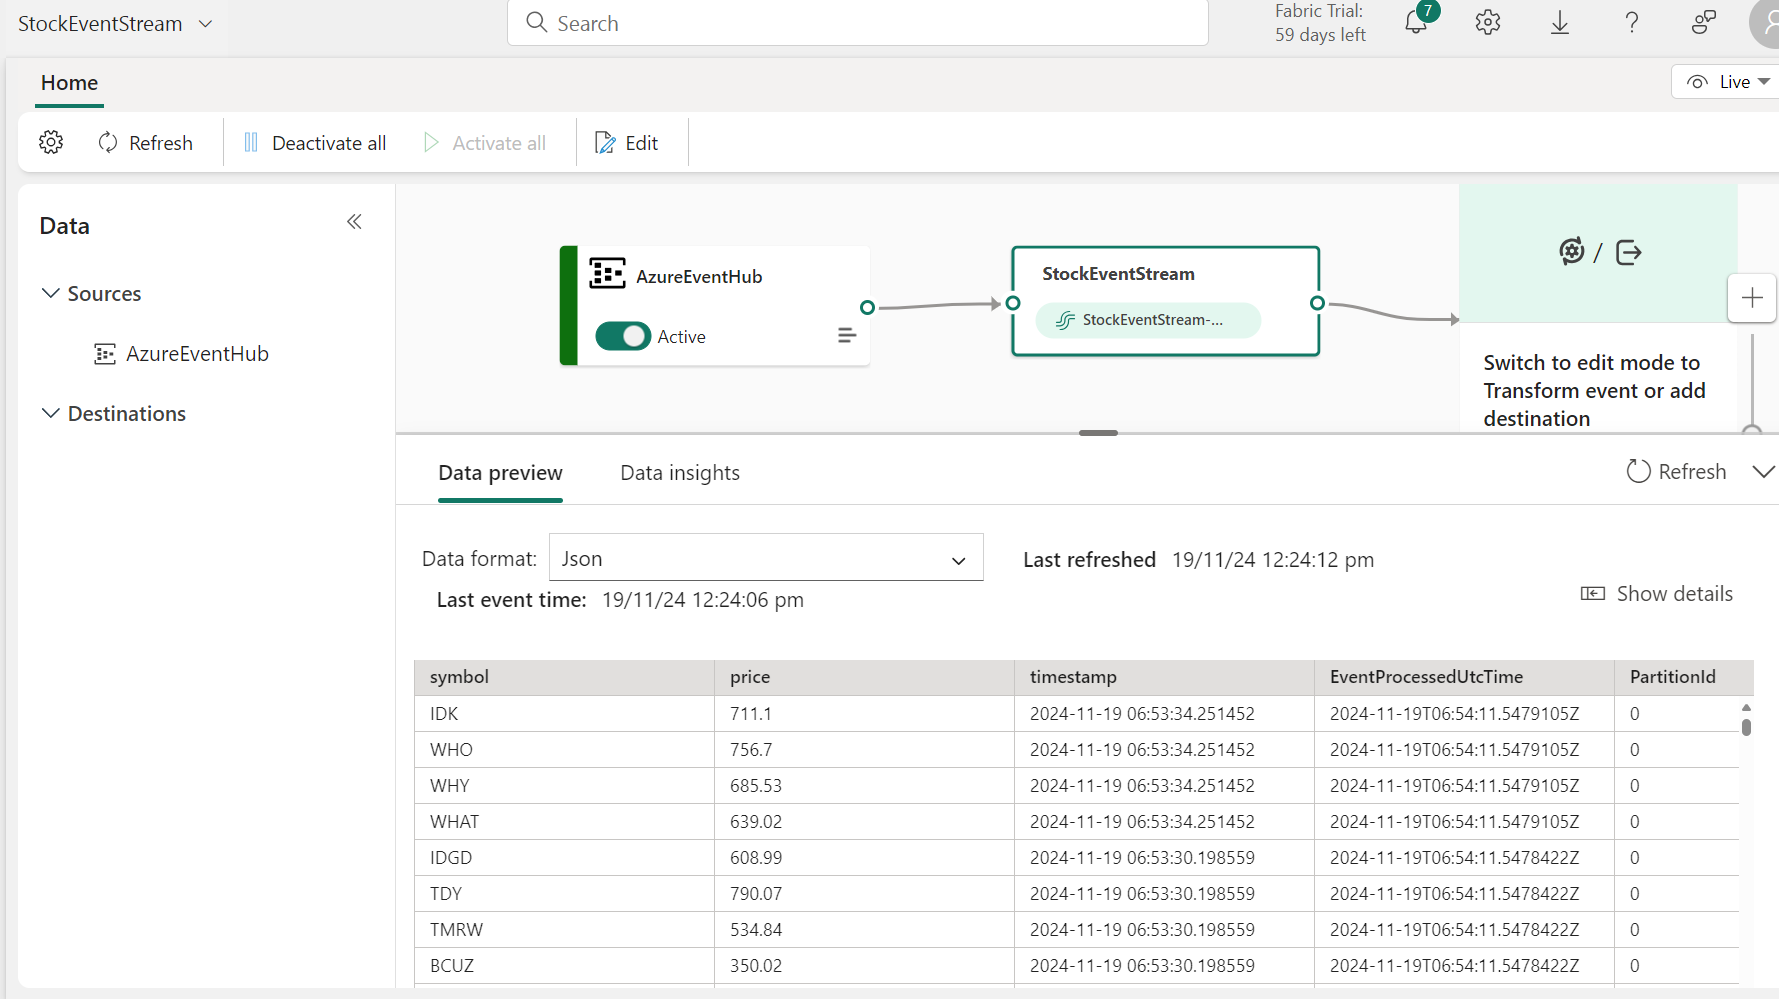 StockEventStream
Search
Fabric Trial:
59 days left
7
Home
Live
Refresh
Deactivate all
Activate all
Edit
Data
Sources
AzureEventHub
Destinations
AzureEventHub
Active
StockEventStream
StockEventStream-...
/
Switch to edit mode to
Transform event or add
destination
Data preview
Data insights
Refresh
Data format: Json
Last refreshed 19/11/24 12:24:12 pm
Last event time: 19/11/24 12:24:06 pm
Show details
symbol price timestamp EventProcessedUtcTime PartitionId
IDK 711.1 2024-11-19 06:53:34.251452 2024-11-19T06:54:11.5479105Z 0
WHO 756.7 2024-11-19 06:53:34.251452 2024-11-19T06:54:11.5479105Z 0
WHY 685.53 2024-11-19 06:53:34.251452 2024-11-19T06:54:11.5479105Z 0
WHAT 639.02 2024-11-19 06:53:34.251452 2024-11-19T06:54:11.5479105Z 0
IDGD 608.99 2024-11-19 06:53:30.198559 2024-11-19T06:54:11.5478422Z 0
TDY 790.07 2024-11-19 06:53:30.198559 2024-11-19T06:54:11.5478422Z 0
TMRW 534.84 2024-11-19 06:53:30.198559 2024-11-19T06:54:11.5478422Z 0
BCUZ 350.02 2024-11-19 06:53:30.198559 2024-11-19T06:54:11.5478422Z 0